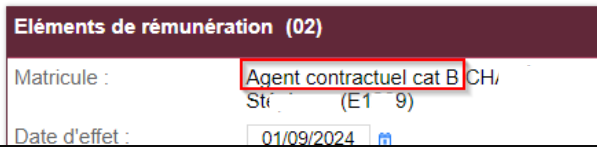 Eléments de rémunération (02)
Matricule : Agent contractuel cat B
Date d'effet : 01/09/2024